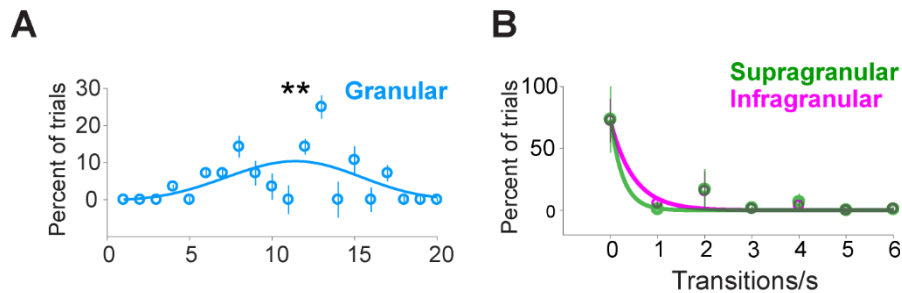 A
B
Percent of trials
30
20
10
0
**
Granular
0
5
10
15
20
Percent of trials
100
50
0
Supragranular
Infragranular
0
1
2
3
4
5
6
Transitions/s